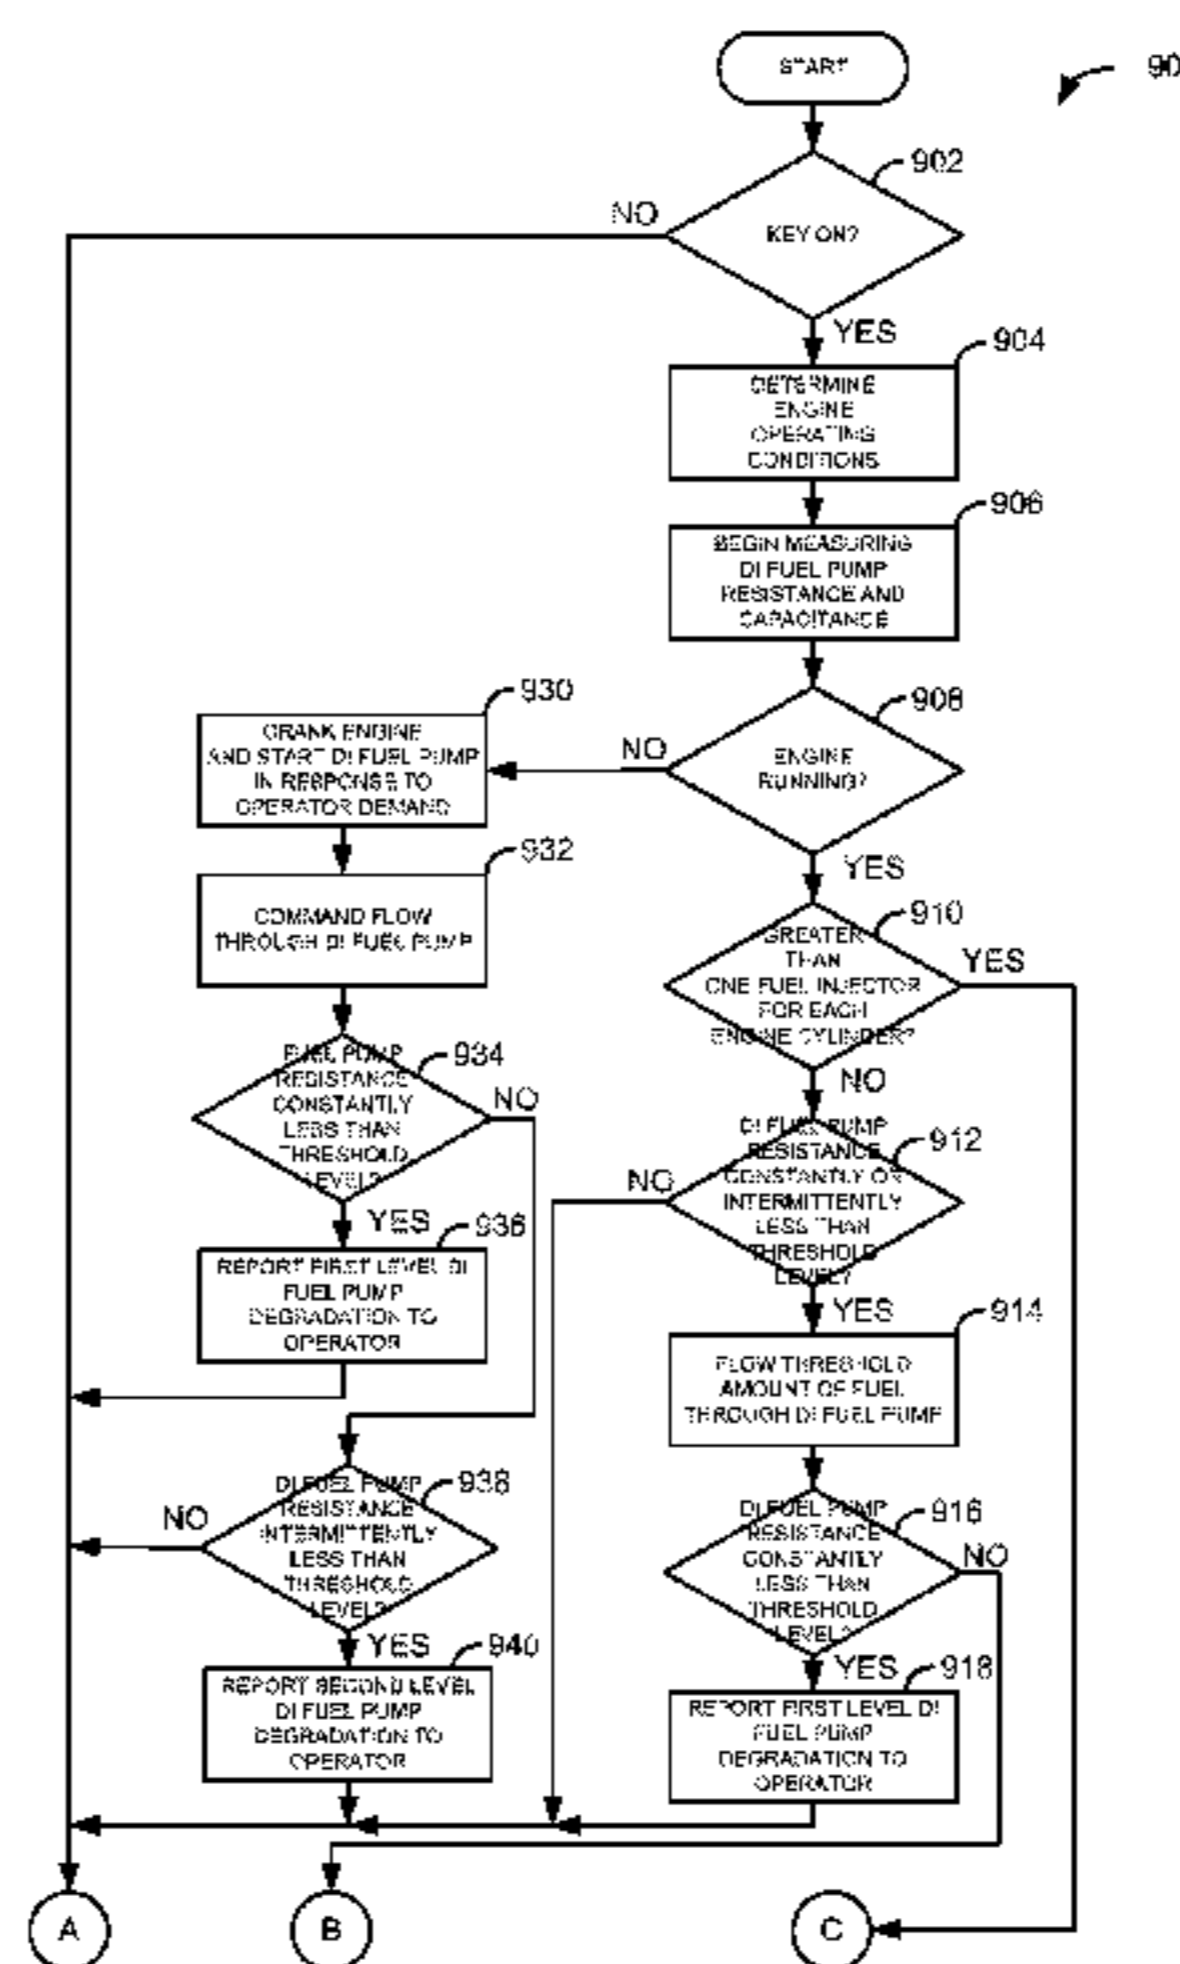 START
90
902
NO
KEY ON?
YES
904
DETERMINE
ENGINE
OPERATING
CONDITIONS
906
BEGIN MEASURING
DI FUEL PUMP
RESISTANCE AND
CAPACITANCE
908
NO
ENGINE
RUNNING?
930
CRANK ENGINE
AND START DI FUEL PUMP
IN RESPONSE TO
OPERATOR DEMAND
YES
932
COMMAND FLOW
THROUGH DI FUEL PUMP
910
GREATER
THAN
ONE FUEL INJECTOR
FOR EACH
ENGINE CYLINDER?
YES
NO
934
FUEL PUMP
RESISTANCE
CONSTANTLY
LESS THAN
THRESHOLD
LEVEL?
NO
YES
912
DI FUEL PUMP
RESISTANCE
CONSTANTLY OR
INTERMITTENTLY
LESS THAN
THRESHOLD
LEVEL?
NO
YES
936
REPORT FIRST LEVEL DI
FUEL PUMP
DEGRADATION TO
OPERATOR
914
FLOW THRESHOLD
AMOUNT OF FUEL
THROUGH DI FUEL PUMP
938
DI FUEL PUMP
RESISTANCE
INTERMITTENTLY
LESS THAN
THRESHOLD
LEVEL?
NO
YES
916
DI FUEL PUMP
RESISTANCE
CONSTANTLY
LESS THAN
THRESHOLD
LEVEL?
NO
YES
940
REPORT SECOND LEVEL
DI FUEL PUMP
DEGRADATION TO
OPERATOR
918
REPORT FIRST LEVEL DI
FUEL PUMP
DEGRADATION TO
OPERATOR
A
B
C